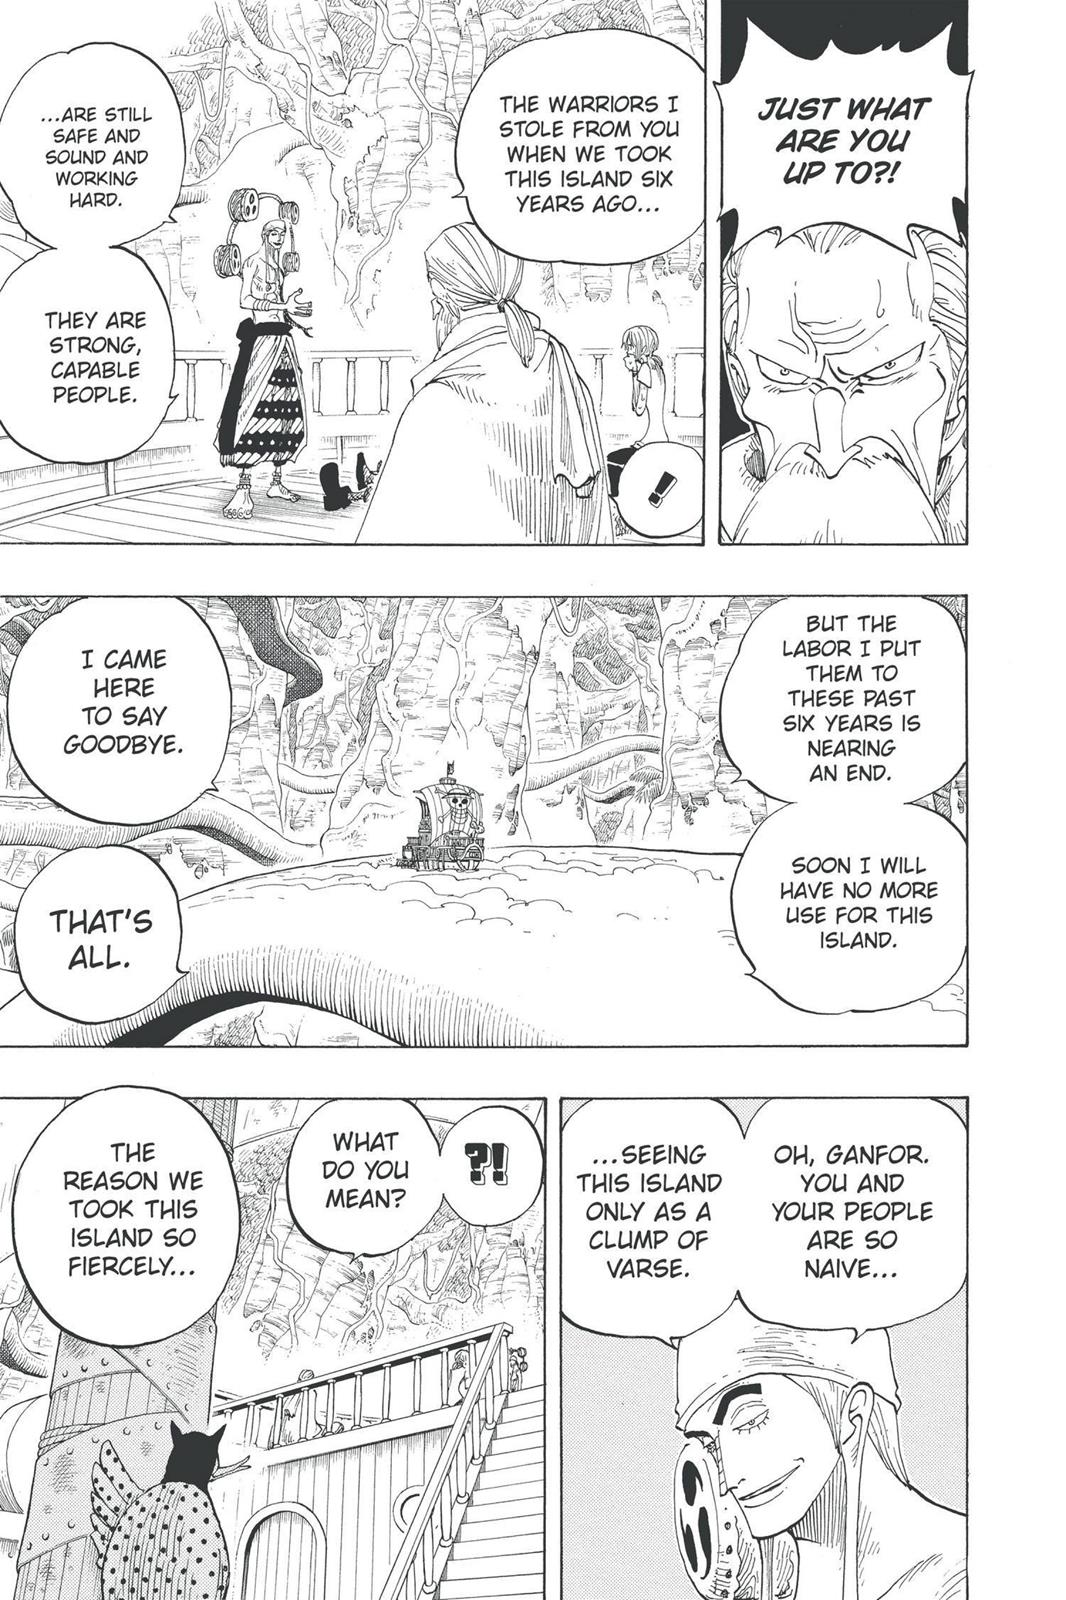 JUST WHAT
ARE YOU
UP TO?!
THE WARRIORS I
STOLE FROM YOU
WHEN WE TOOK
THIS ISLAND SIX
YEARS AGO...
!
...ARE STILL
SAFE AND
SOUND AND
WORKING
HARD.
THEY ARE
STRONG,
CAPABLE
PEOPLE.
BUT THE
LABOR I PUT
THEM TO
THESE PAST
SIX YEARS IS
NEARING
AN END.
SOON I WILL
HAVE NO MORE
USE FOR THIS
ISLAND.
I CAME
HERE
TO SAY
GOODBYE.
THAT'S
ALL.
OH, GANFOR.
YOU AND
YOUR PEOPLE
ARE SO
NAIVE...
...SEEING
THIS ISLAND
ONLY AS A
CLUMP OF
VARSE.
?!
WHAT
DO YOU
MEAN?
THE
REASON WE
TOOK THIS
ISLAND SO
FIERCELY...